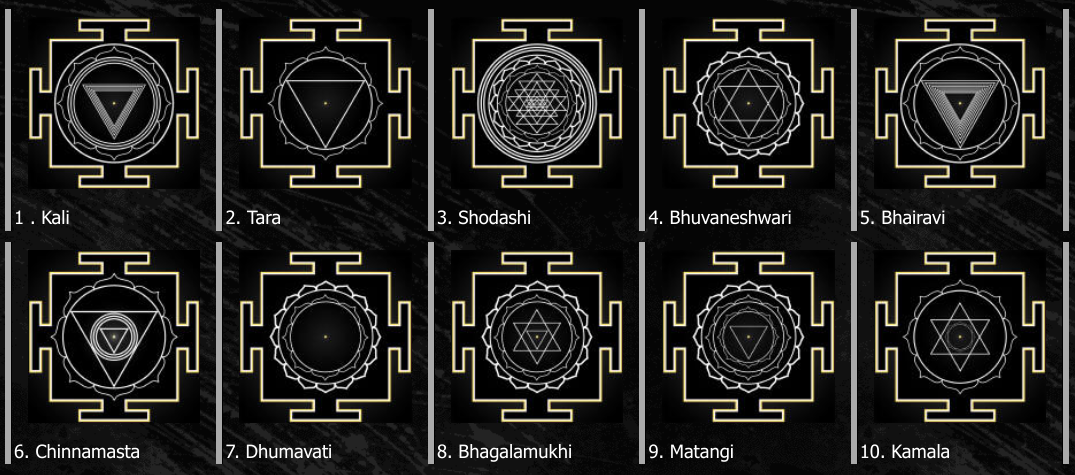 1 . Kali
2. Tara
3. Shodashi
4. Bhuvaneshwari
5. Bhairavi
6. Chinnamasta
7. Dhumavati
8. Bhagalamukhi
9. Matangi
10. Kamala